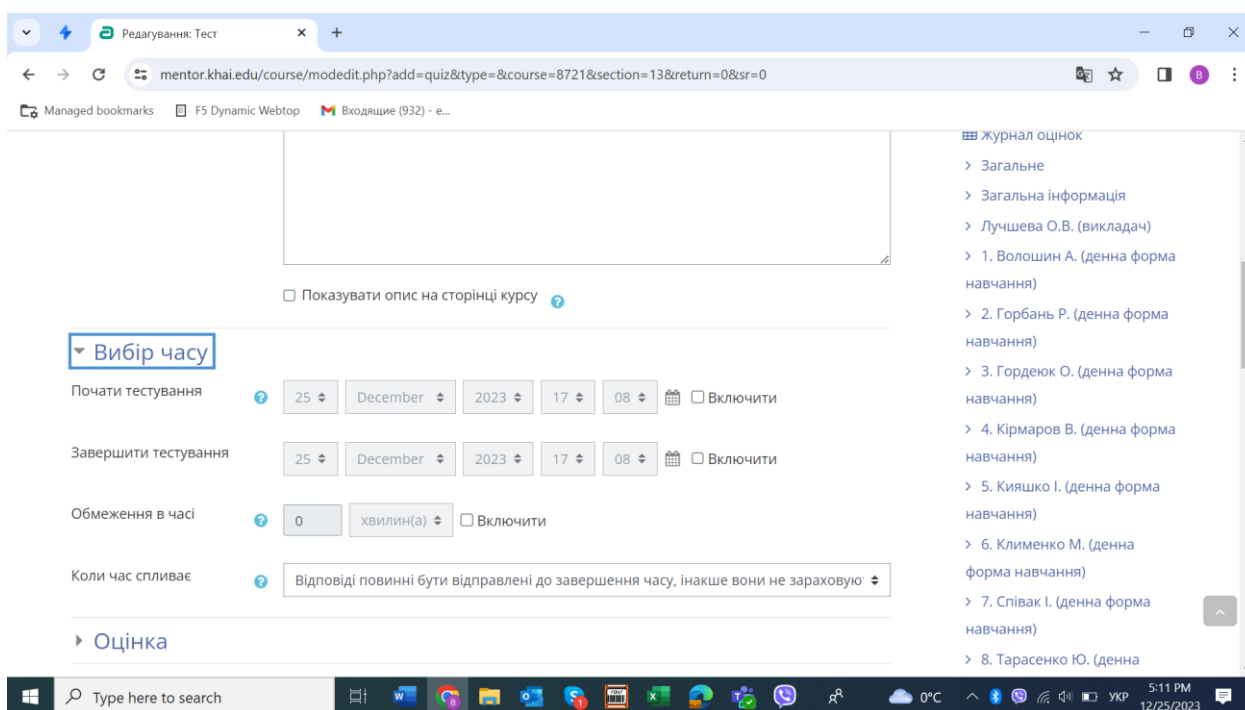 Редагування: Тест
mentor.khai.edu/course/modedit.php?add=quiz&type=&course=8721&section=13&return=0&sr=0
B
Managed bookmarks F5 Dynamic Webtop Входящие (932) - e...
Показувати опис на сторінці курсу
Вибір часу
Почати тестування 25 December 2023 17 08 Включити
Завершити тестування 25 December 2023 17 08 Включити
Обмеження в часі 0 хвилин(а) Включити
Коли час спливає Відповіді повинні бути відправлені до завершення часу, інакше вони не зараховую
Оцінка
Журнал оцінок
Загальне
Загальна інформація
Лучшева О.В. (викладач)
1. Волошин А. (денна форма
навчання)
2. Горбань Р. (денна форма
навчання)
3. Гордеюк О. (денна форма
навчання)
4. Кірмаров В. (денна форма
навчання)
5. Кияшко І. (денна форма
навчання)
6. Клименко М. (денна
форма навчання)
7. Співак І. (денна форма
навчання)
8. Тарасенко Ю. (денна
Type here to search
0°C
УКР
5:11 PM
12/25/2023